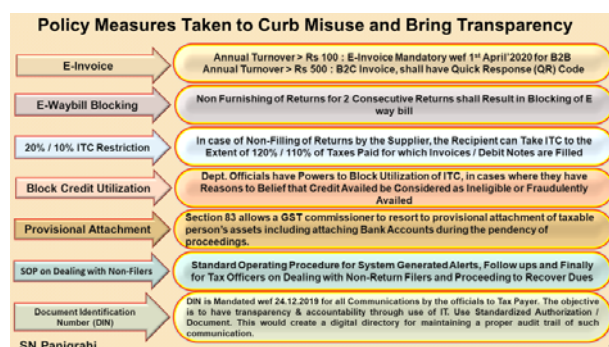 Policy Measures Taken to Curb Misuse and Bring Transparency
E-Invoice
Annual Turnover > Rs 100 : E-Invoice Mandatory wef 1st April'2020 for B2B
Annual Turnover > Rs 500 : B2C Invoice, shall have Quick Response (QR) Code
E-Waybill Blocking
Non Furnishing of Returns for 2 Consecutive Returns shall Result in Blocking of E
way bill
20% / 10% ITC Restriction
In case of Non-Filling of Returns by the Supplier, the Recipient can Take ITC to the
Extent of 120% / 110% of Taxes Paid for which Invoices / Debit Notes are Filled
Block Credit Utilization
Dept. Officials have Powers to Block Utilization of ITC, in cases where they have
Reasons to Belief that Credit Availed be Considered as Ineligible or Fraudulently
Availed
Provisional Attachment
Section 83 allows a GST commissioner to resort to provisional attachment of taxable
person's assets including attaching Bank Accounts during the pendency of
proceedings.
SOP on Dealing with Non-Filers
Standard Operating Procedure for System Generated Alerts, Follow ups and Finally
for Tax Officers on Dealing with Non-Return Filers and Proceeding to Recover Dues
Document Identification
Number (DIN)
DIN is Mandated wef 24.12.2019 for all Communications by the officials to Tax Payer. The objective
is to have transparency & accountability through use of IT. Use Standardized Authorization /
Document. This would create a digital directory for maintaining a proper audit trail of such
communication.
SN Panigrahi